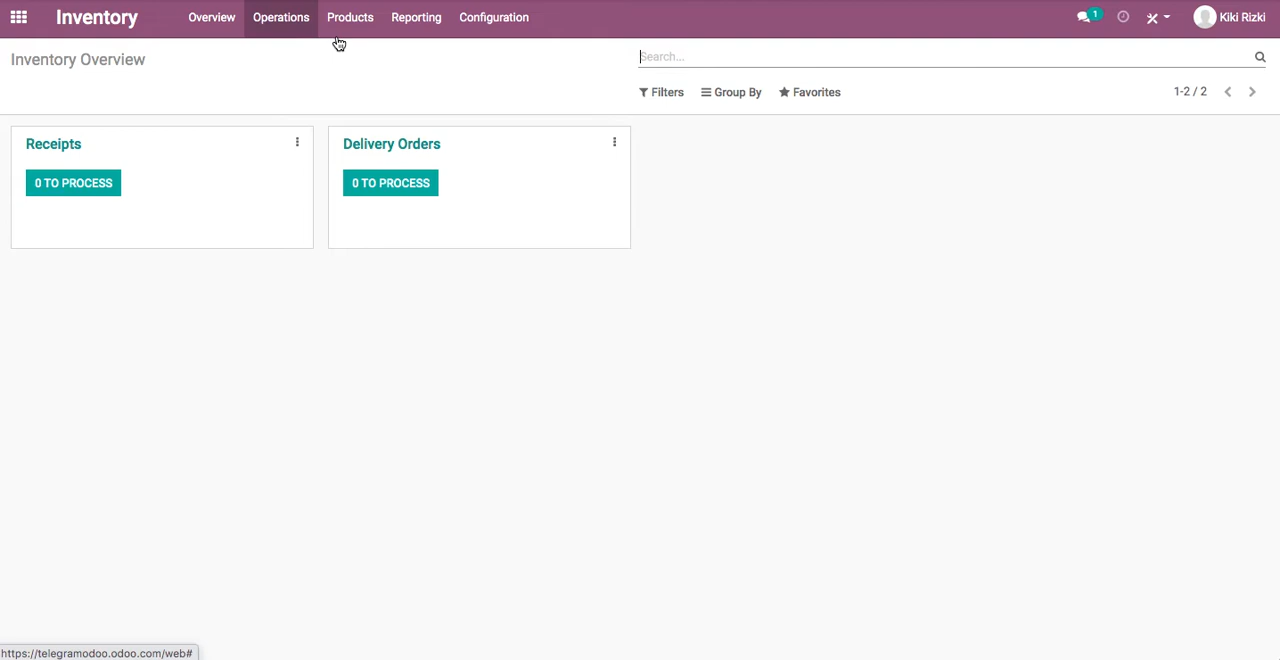 Inventory Overview Operations Products Reporting Configuration 1 Kiki Rizki
Inventory Overview Search...
Filters Group By Favorites 1-2 / 2
Receipts Delivery Orders
0 TO PROCESS 0 TO PROCESS
https://telegramodoo.odoo.com/web#